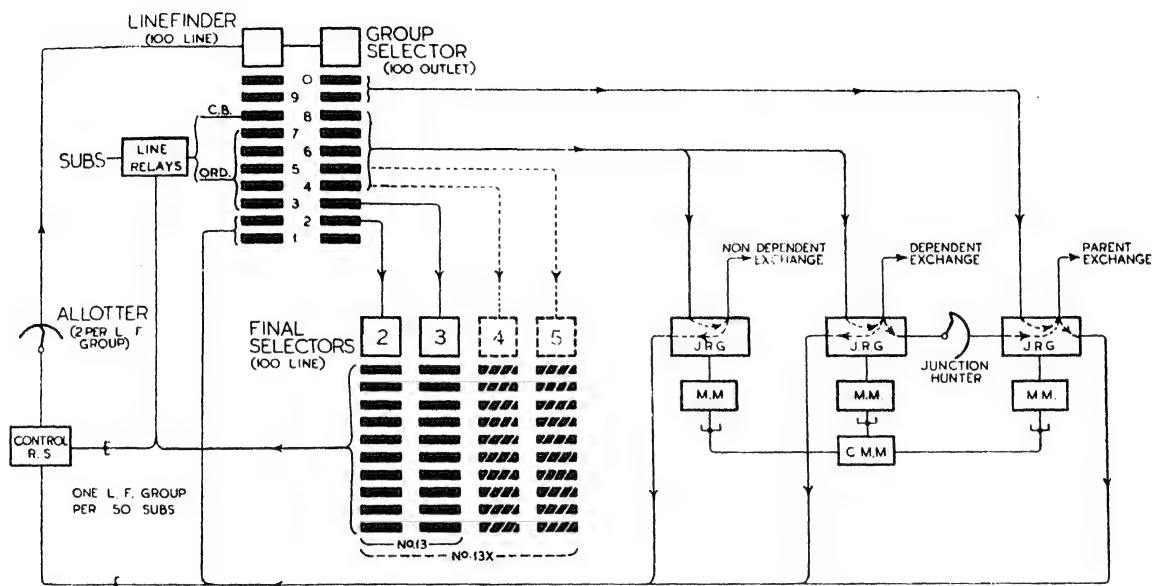 LINEFINDER
(100 LINE)
GROUP
SELECTOR
(100 OUTLET)
0
9
8
7
6
5
4
3
2
1
C.B.
ORD.
SUBS
LINE
RELAYS
ALLOTTER
(2 PER L. F
GROUP)
CONTROL
R.S
ONE L. F. GROUP
PER 50 SUBS
FINAL
SELECTORS
(100 LINE)
2
3
4
5
NO.13
NO.13X
NON DEPENDENT
EXCHANGE
DEPENDENT
EXCHANGE
PARENT
EXCHANGE
J.R G
J R G
J R G
JUNCTION
HUNTER
M.M
M.M.
M M.
C M.M